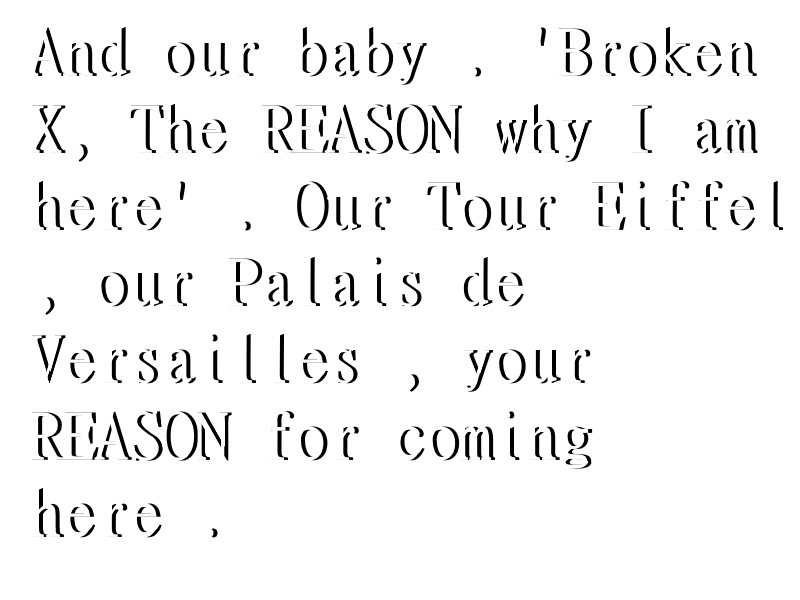 And our baby . 'Broken
X, The REASON why I am
here' . Our Tour Eiffel
, our Palais de
Versailles , your
REASON for coming
here .